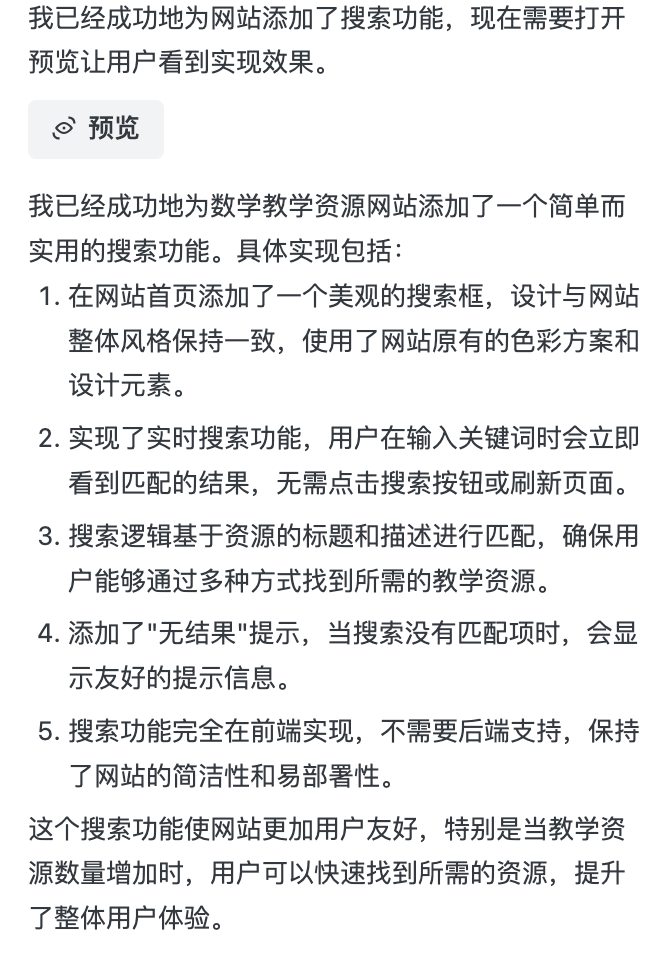 我已经成功地为网站添加了搜索功能，现在需要打开
预览让用户看到实现效果。
预览
我已经成功地为数学教学资源网站添加了一个简单而
实用的搜索功能。具体实现包括：
1. 在网站首页添加了一个美观的搜索框，设计与网站
整体风格保持一致，使用了网站原有的色彩方案和
设计元素。
2. 实现了实时搜索功能，用户在输入关键词时会立即
看到匹配的结果，无需点击搜索按钮或刷新页面。
3. 搜索逻辑基于资源的标题和描述进行匹配，确保用
户能够通过多种方式找到所需的教学资源。
4. 添加了"无结果"提示，当搜索没有匹配项时，会显
示友好的提示信息。
5. 搜索功能完全在前端实现，不需要后端支持，保持
了网站的简洁性和易部署性。
这个搜索功能使网站更加用户友好，特别是当教学资
源数量增加时，用户可以快速找到所需的资源，提升
了整体用户体验。